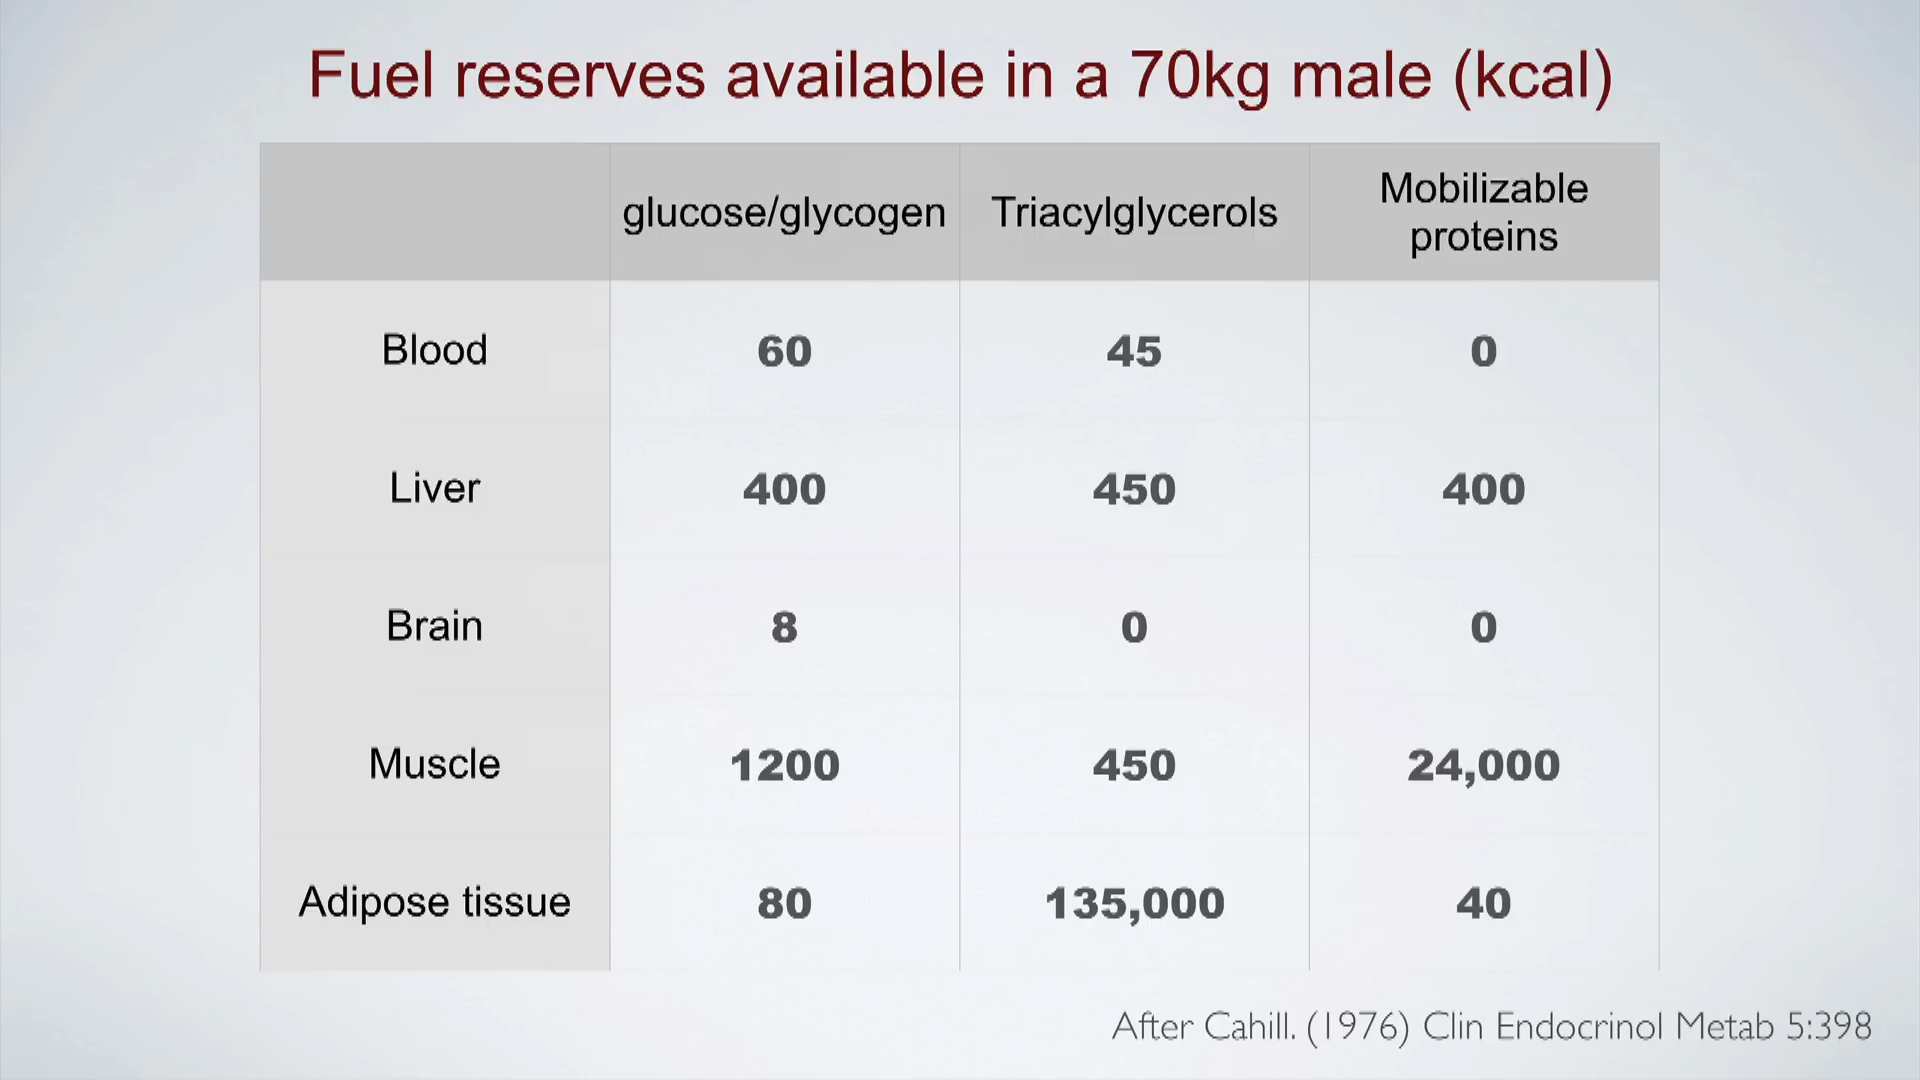 Fuel reserves available in a 70kg male (kcal)
glucose/glycogen Triacylglycerols Mobilizable proteins
Blood 60 45 0
Liver 400 450 400
Brain 8 0 0
Muscle 1200 450 24,000
Adipose tissue 80 135,000 40
After Cahill. (1976) Clin Endocrinol Metab 5:398